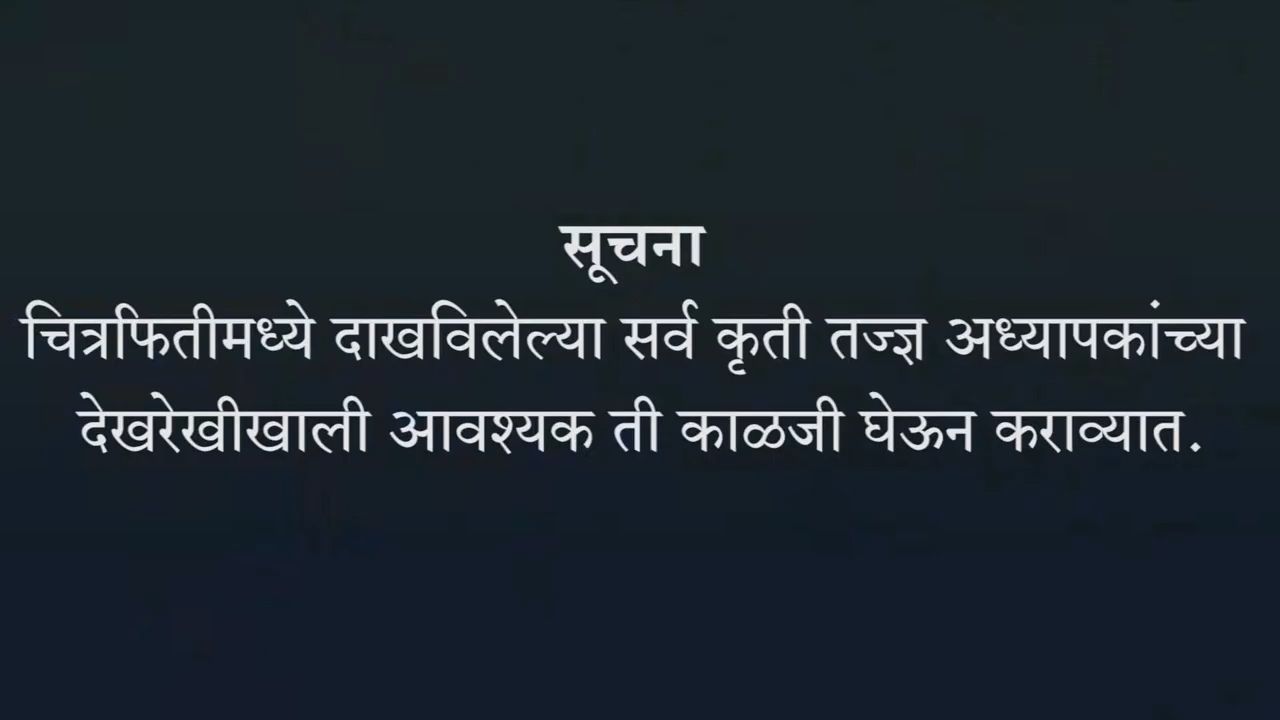 सूचना
चित्रफितीमध्ये दाखविलेल्या सर्व कृती तज्ज्ञ अध्यापकांच्या
देखरेखीखाली आवश्यक ती काळजी घेऊन कराव्यात.